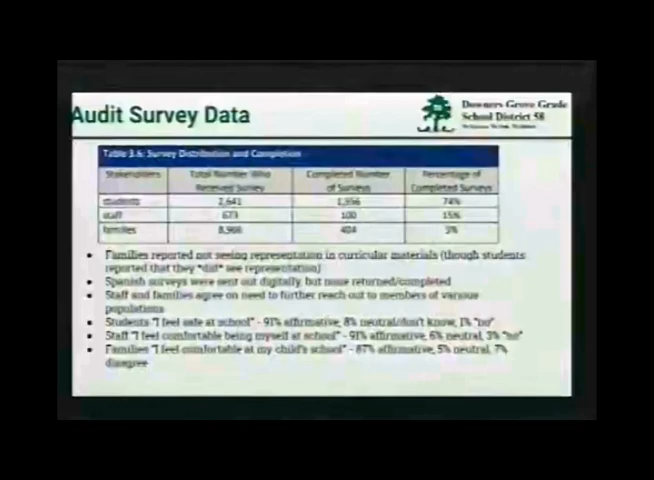 Audit Survey Data
Downers Grove Grade
School District 58
Table 3.6: Survey Distribution and Completion
Stakeholders Total Number Who Received Survey Completed Number of Surveys Percentage of Completed Surveys
students 2,641 74%
staff 673 100 15%
families 404
Families reported not seeing representation in curricular materials (though students
reported that they *did* see representation)
Spanish surveys were sent out digitally, but none returned/completed
Staff and families agree on need to further reach out to members of various
populations
Students "I feel safe at school" - 91% affirmative, 8% neutral/don't know, 1% "no"
Staff "I feel comfortable being myself at school" - 91% affirmative, 6% neutral, 3% "no"
Families "I feel comfortable at my child's school" - 87% affirmative, 5% neutral, 7%
disagree